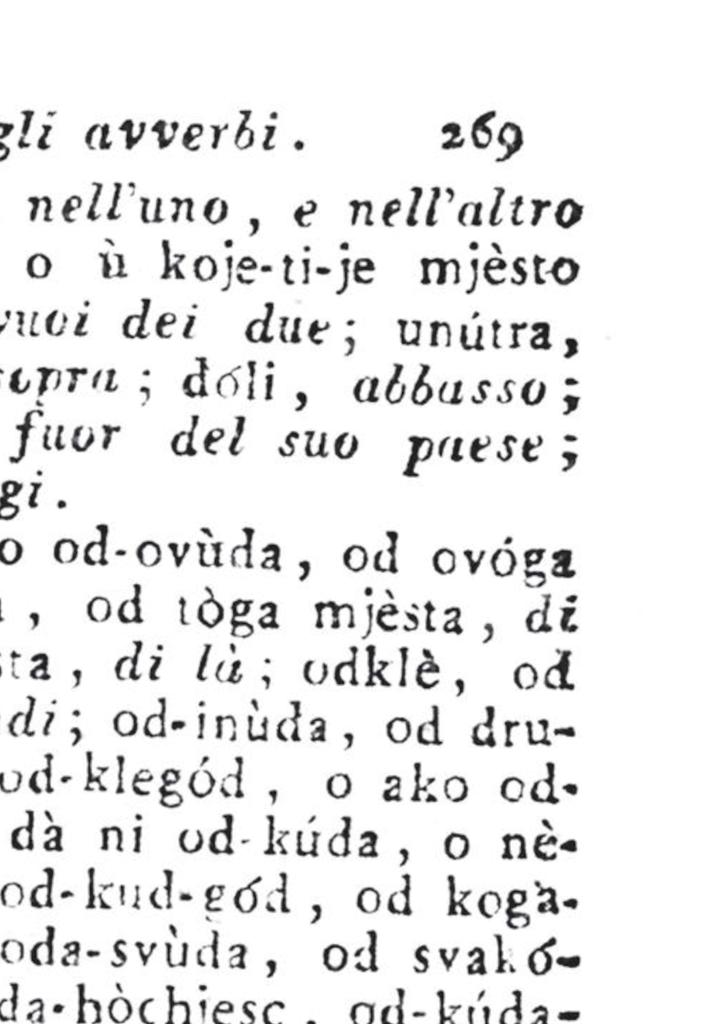 gli avverbi. 269
nell'uno, e nell'altro
o ù koje-ti-je mjèsto
vuoi dei due; unútra,
sopra; dóli, abbasso;
fuor del suo paese;
gi.
o od-ovùda, od ovóga
, od tòga mjèsta, di
sta, di là; odklè, od
di; od-inùda, od dru-
od-klegód, o ako od-
dà ni od-kúda, o nè-
od-kud-gód, od kogà-
oda-svùda, od svakó-
da-hòchjesc, od-kúda-